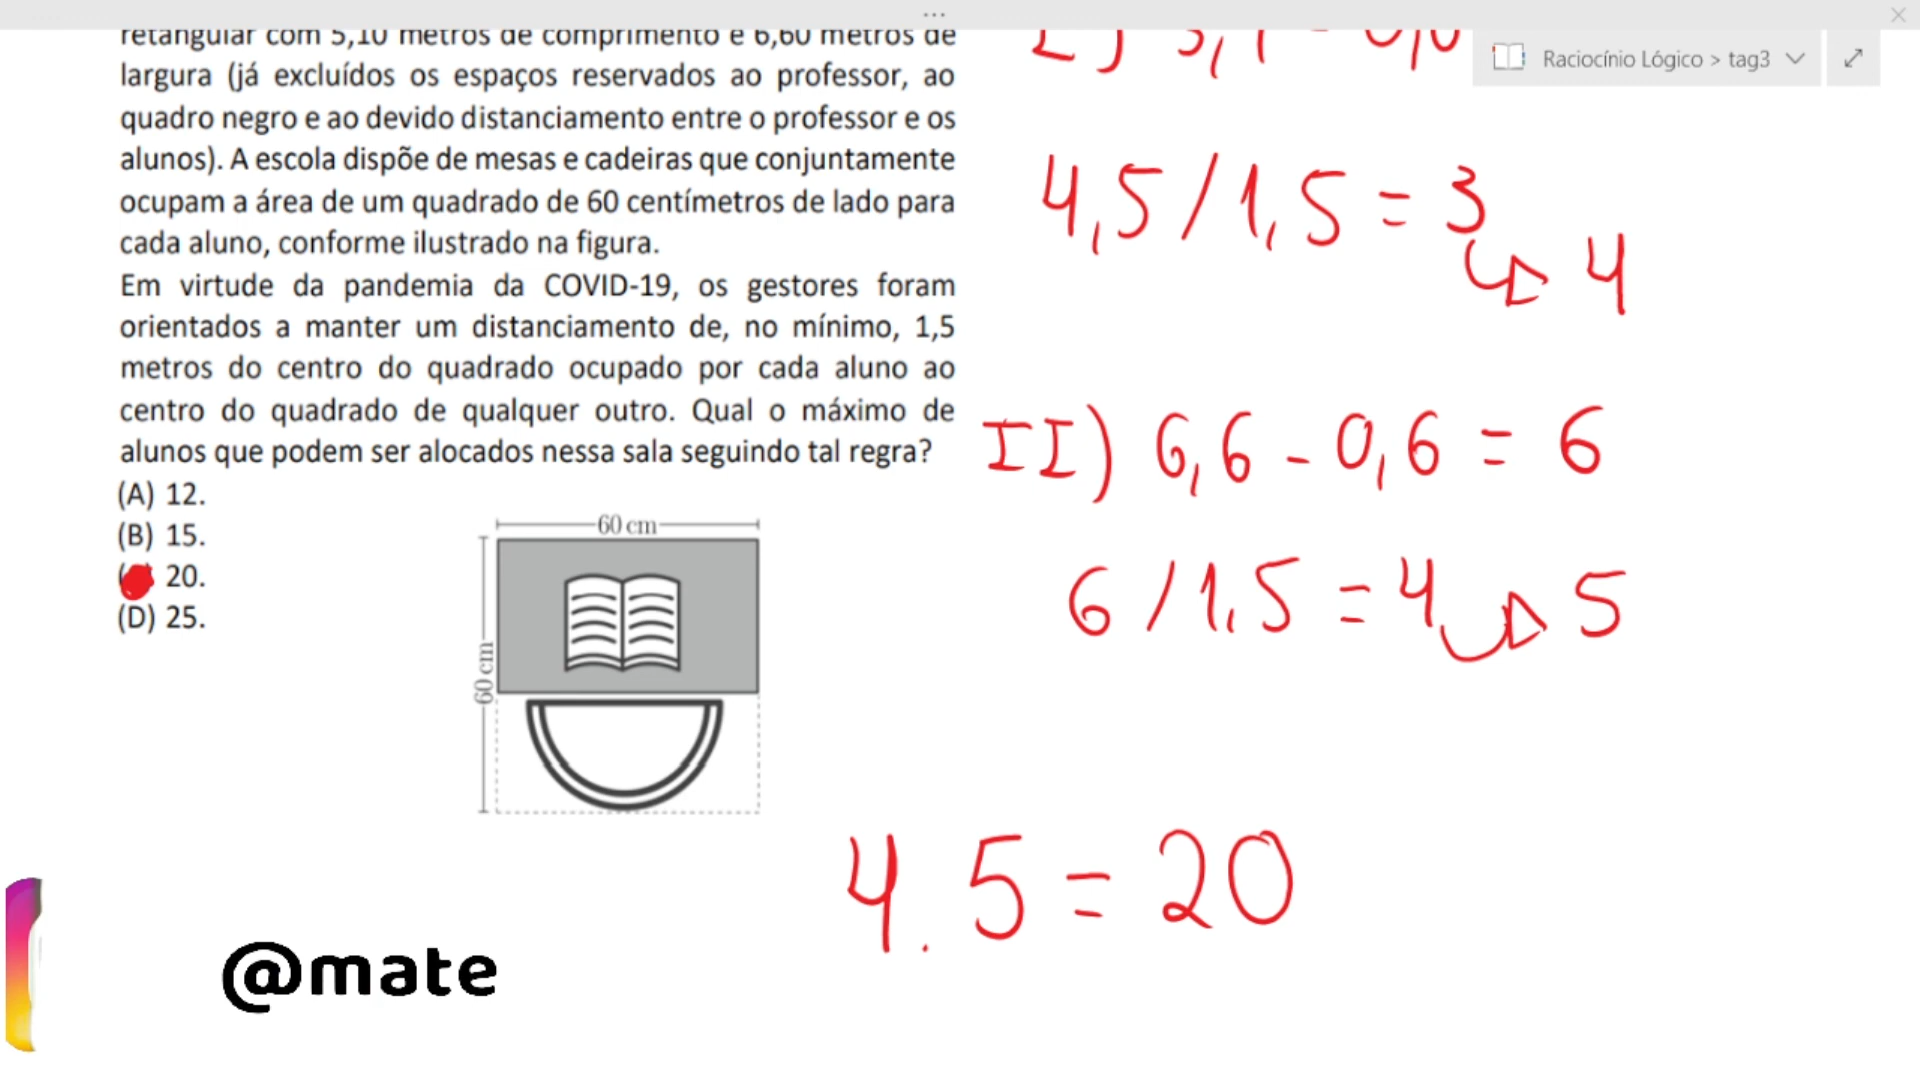 retangular com 5,10 metros de comprimento e 6,60 metros de
largura (já excluídos os espaços reservados ao professor, ao
quadro negro e ao devido distanciamento entre o professor e os
alunos). A escola dispõe de mesas e cadeiras que conjuntamente
ocupam a área de um quadrado de 60 centímetros de lado para
cada aluno, conforme ilustrado na figura.
Em virtude da pandemia da COVID-19, os gestores foram
orientados a manter um distanciamento de, no mínimo, 1,5
metros do centro do quadrado ocupado por cada aluno ao
centro do quadrado de qualquer outro. Qual o máximo de
alunos que podem ser alocados nessa sala seguindo tal regra?
(A) 12.
(B) 15.
20.
(D) 25.
60 cm
60 cm
@mate
Raciocínio Lógico > tag3
4,5/1,5 = 3
4
II) 6,6 - 0,6 = 6
6/1,5 = 4
5
4.5 = 20